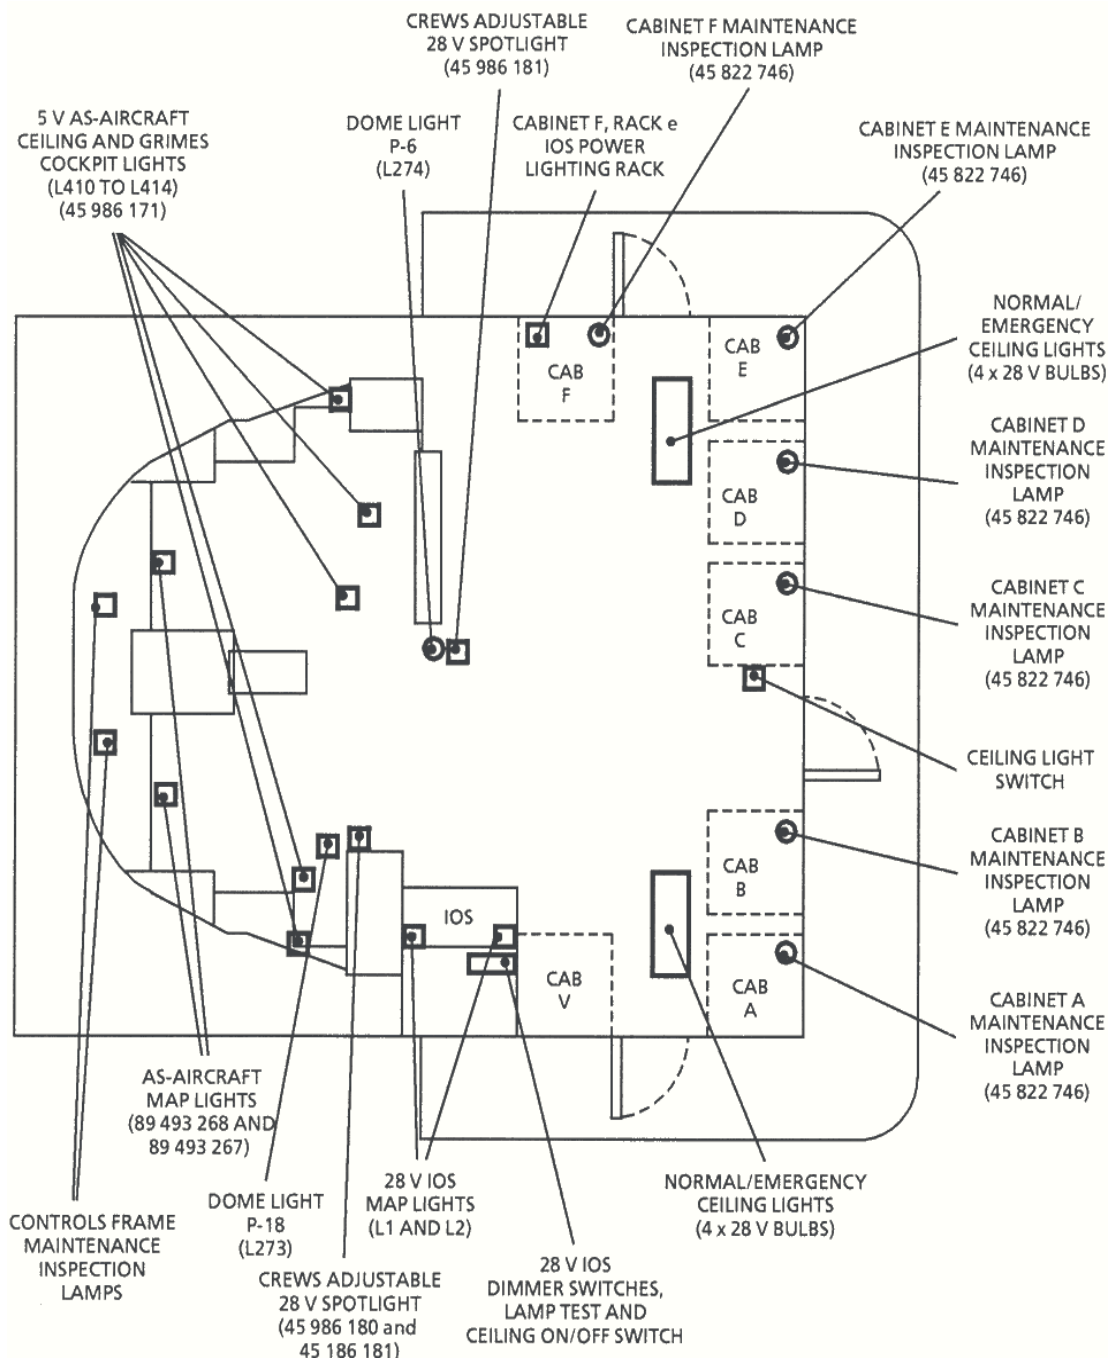 CREWS ADJUSTABLE
28 V SPOTLIGHT
(45 986 181)
CABINET F MAINTENANCE
INSPECTION LAMP
(45 822 746)
5 V AS-AIRCRAFT
CEILING AND GRIMES
COCKPIT LIGHTS
(L410 TO L414)
(45 986 171)
DOME LIGHT
P-6
(L274)
CABINET F, RACK e
IOS POWER
LIGHTING RACK
CABINET E MAINTENANCE
INSPECTION LAMP
(45 822 746)
NORMAL/
EMERGENCY
CEILING LIGHTS
(4 x 28 V BULBS)
CAB
F
CAB
E
CABINET D
MAINTENANCE
INSPECTION
LAMP
(45 822 746)
CAB
D
CABINET C
MAINTENANCE
INSPECTION
LAMP
(45 822 746)
CAB
C
CEILING LIGHT
SWITCH
CABINET B
MAINTENANCE
INSPECTION
LAMP
(45 822 746)
CAB
B
IOS
CAB
V
CAB
A
CABINET A
MAINTENANCE
INSPECTION
LAMP
(45 822 746)
AS-AIRCRAFT
MAP LIGHTS
(89 493 268 AND
89 493 267)
CONTROLS FRAME
MAINTENANCE
INSPECTION
LAMPS
DOME LIGHT
P-18
(L273)
28 V IOS
MAP LIGHTS
(L1 AND L2)
NORMAL/EMERGENCY
CEILING LIGHTS
(4 x 28 V BULBS)
CREWS ADJUSTABLE
28 V SPOTLIGHT
(45 986 180 and
45 186 181)
28 V IOS
DIMMER SWITCHES,
LAMP TEST AND
CEILING ON/OFF SWITCH